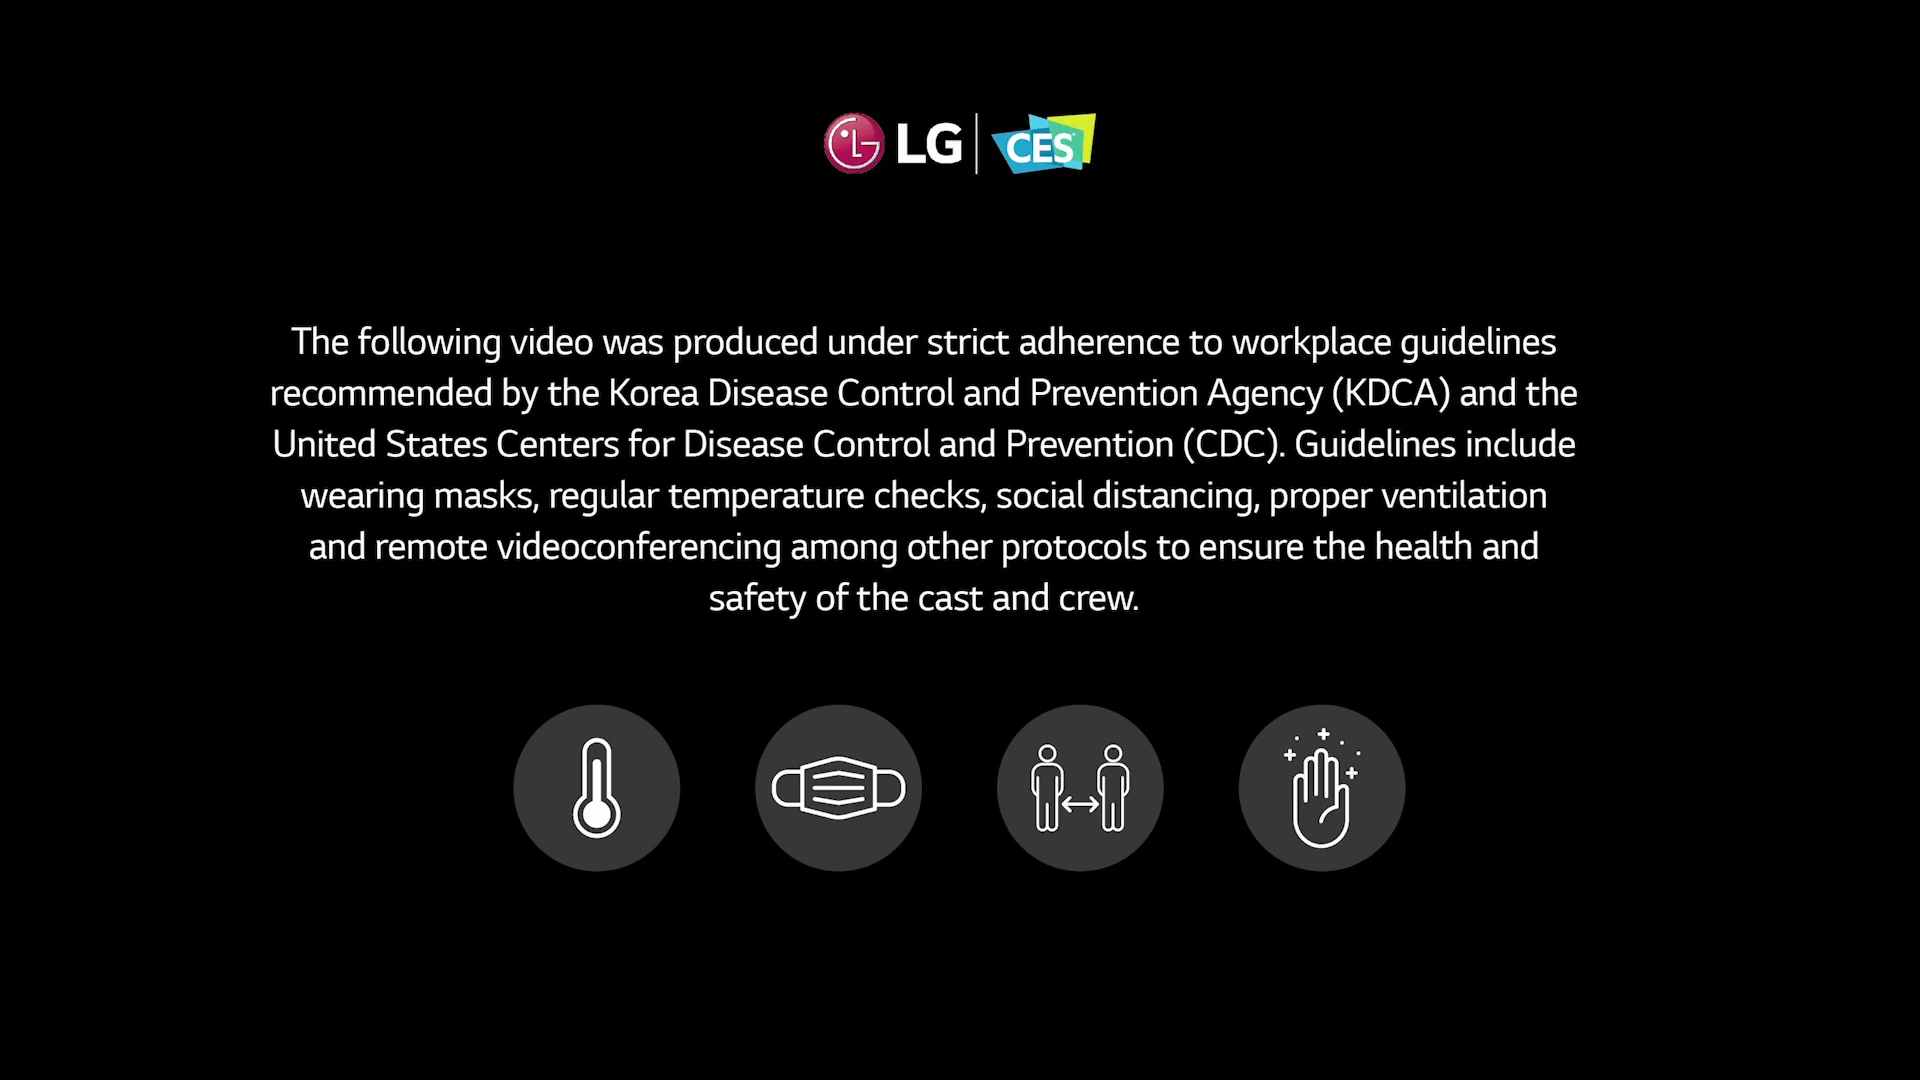 LG CES
The following video was produced under strict adherence to workplace guidelines
recommended by the Korea Disease Control and Prevention Agency (KDCA) and the
United States Centers for Disease Control and Prevention (CDC). Guidelines include
wearing masks, regular temperature checks, social distancing, proper ventilation
and remote videoconferencing among other protocols to ensure the health and
safety of the cast and crew.